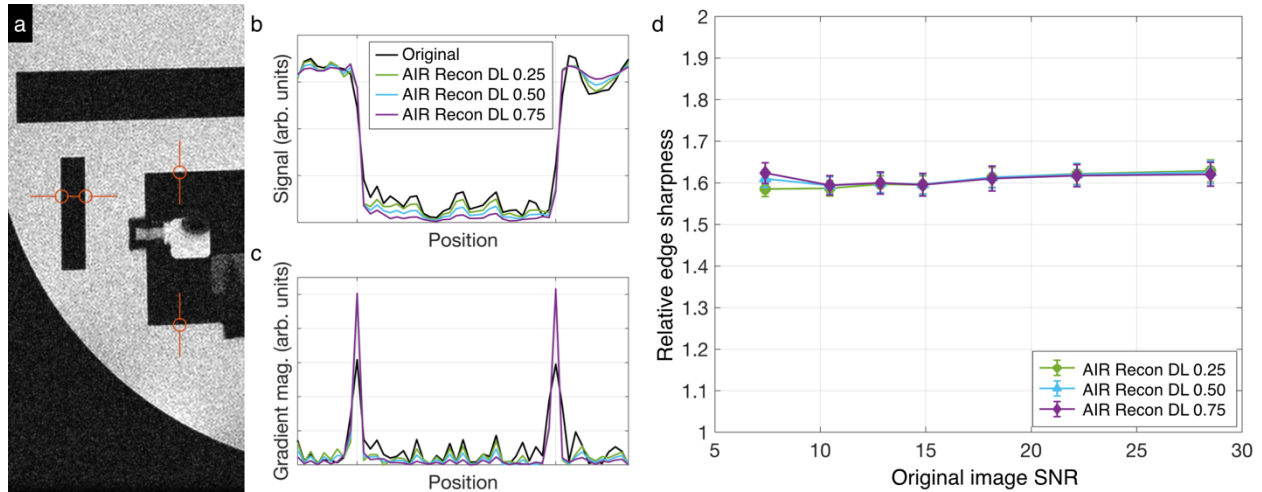 a
b
Signal (arb. units)
Original
AIR Recon DL 0.25
AIR Recon DL 0.50
AIR Recon DL 0.75
Position
c
Gradient mag. (arb. units)
Position
d
Relative edge sharpness
2
1.9
1.8
1.7
1.6
1.5
1.4
1.3
1.2
1.1
1
5
10
15
20
25
30
Original image SNR
AIR Recon DL 0.25
AIR Recon DL 0.50
AIR Recon DL 0.75